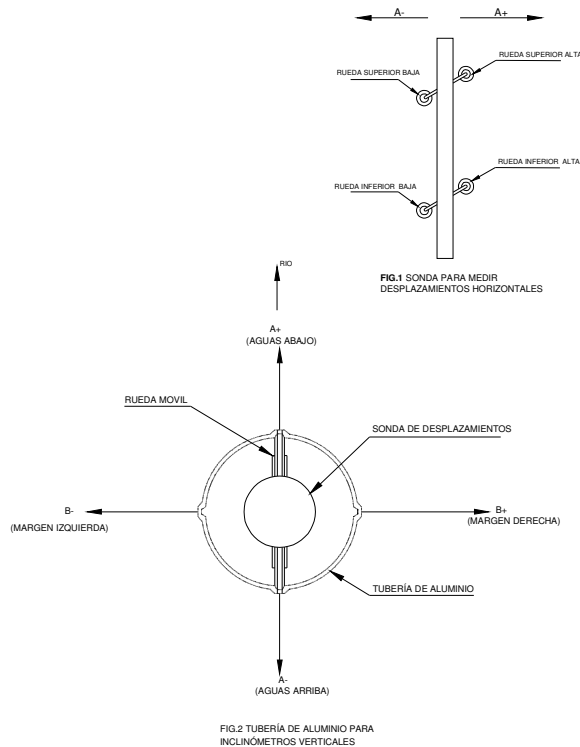 A-
A+
RUEDA SUPERIOR ALTA
RUEDA SUPERIOR BAJA
RUEDA INFERIOR ALTA
RUEDA INFERIOR BAJA
FIG.1 SONDA PARA MEDIR
DESPLAZAMIENTOS HORIZONTALES
RIO
A+
(AGUAS ABAJO)
RUEDA MOVIL
SONDA DE DESPLAZAMIENTOS
B-
(MARGEN IZQUIERDA)
B+
(MARGEN DERECHA)
TUBERÍA DE ALUMINIO
A-
(AGUAS ARRIBA)
FIG.2 TUBERÍA DE ALUMINIO PARA
INCLINÓMETROS VERTICALES